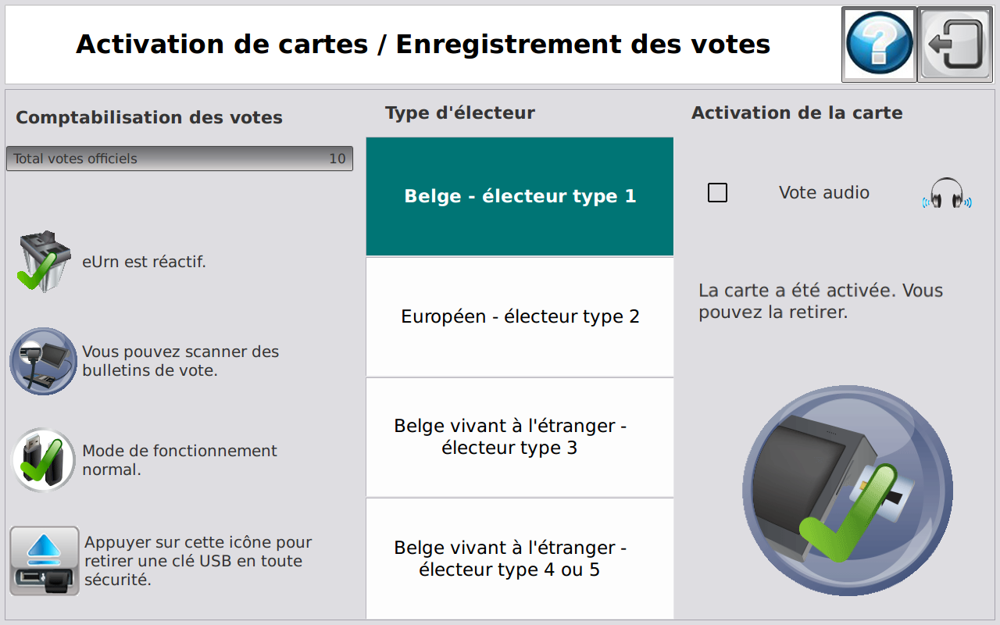 Activation de cartes / Enregistrement des votes
Comptabilisation des votes
Total votes officiels 10
eUrn est réactif.
Vous pouvez scanner des
bulletins de vote.
Mode de fonctionnement
normal.
Appuyer sur cette icône pour
retirer une clé USB en toute
sécurité.
Type d'électeur
Belge - électeur type 1
Européen - électeur type 2
Belge vivant à l'étranger -
électeur type 3
Belge vivant à l'étranger -
électeur type 4 ou 5
Activation de la carte
Vote audio
La carte a été activée. Vous
pouvez la retirer.